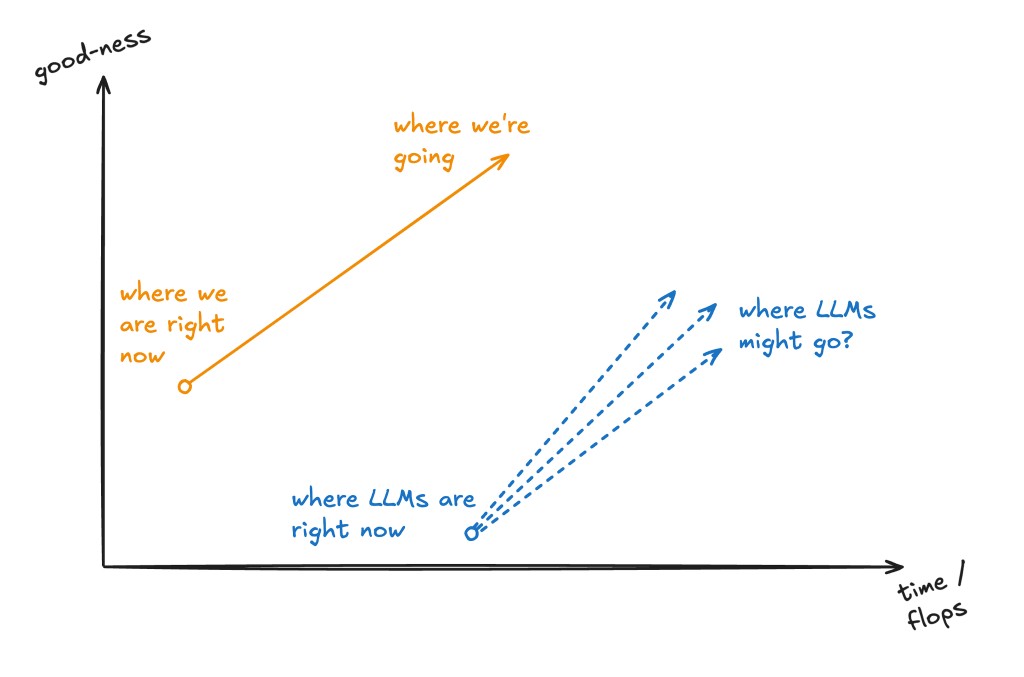 good-ness
where we're
going
where we
are right
now
where LLMs
might go?
where LLMs are
right now
time /
flops